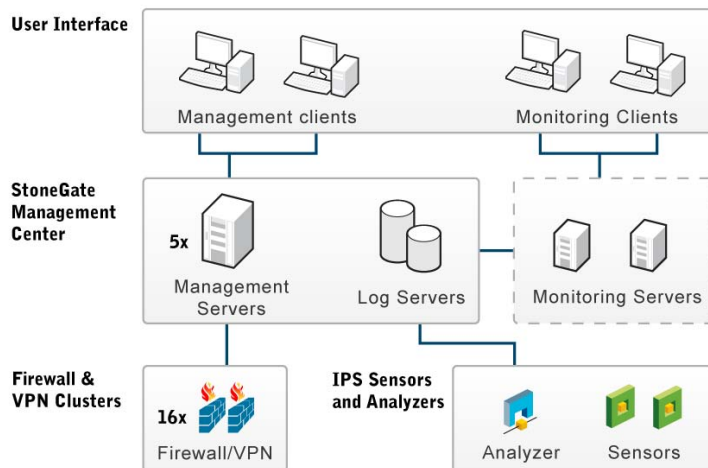 User Interface
Management clients
Monitoring Clients
StoneGate
Management
Center
5x
Management
Servers
Log Servers
Monitoring Servers
Firewall &
VPN Clusters
16x
Firewall/VPN
IPS Sensors
and Analyzers
Analyzer
Sensors